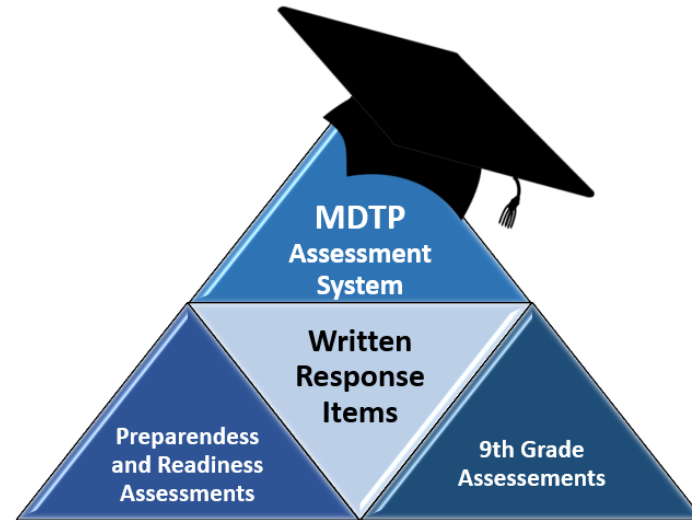 MDTP
Assessment
System
Written
Response
Items
Preparendess
and Readiness
Assessments
9th Grade
Assessements